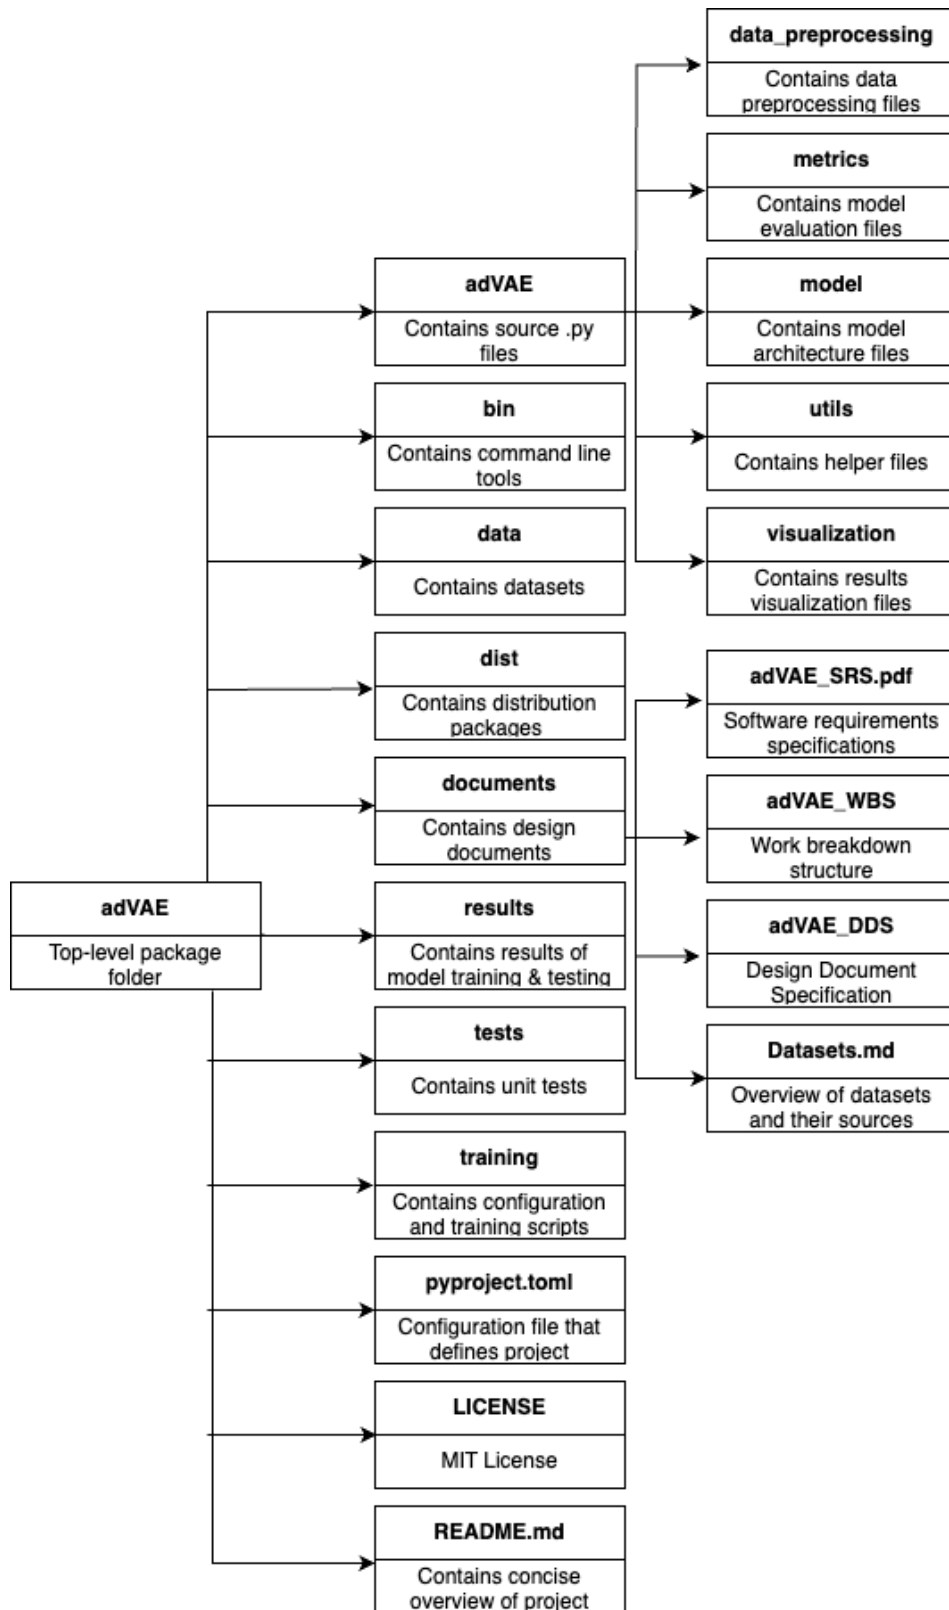 data_preprocessing
Contains data
preprocessing files
metrics
Contains model
evaluation files
adVAE
Contains source .py
files
model
Contains model
architecture files
bin
Contains command line
tools
utils
Contains helper files
data
Contains datasets
visualization
Contains results
visualization files
dist
Contains distribution
packages
adVAE_SRS.pdf
Software requirements
specifications
documents
Contains design
documents
adVAE_WBS
Work breakdown
structure
adVAE
Top-level package
folder
results
Contains results of
model training & testing
adVAE_DDS
Design Document
Specification
tests
Contains unit tests
Datasets.md
Overview of datasets
and their sources
training
Contains configuration
and training scripts
pyproject.toml
Configuration file that
defines project
LICENSE
MIT License
README.md
Contains concise
overview of project